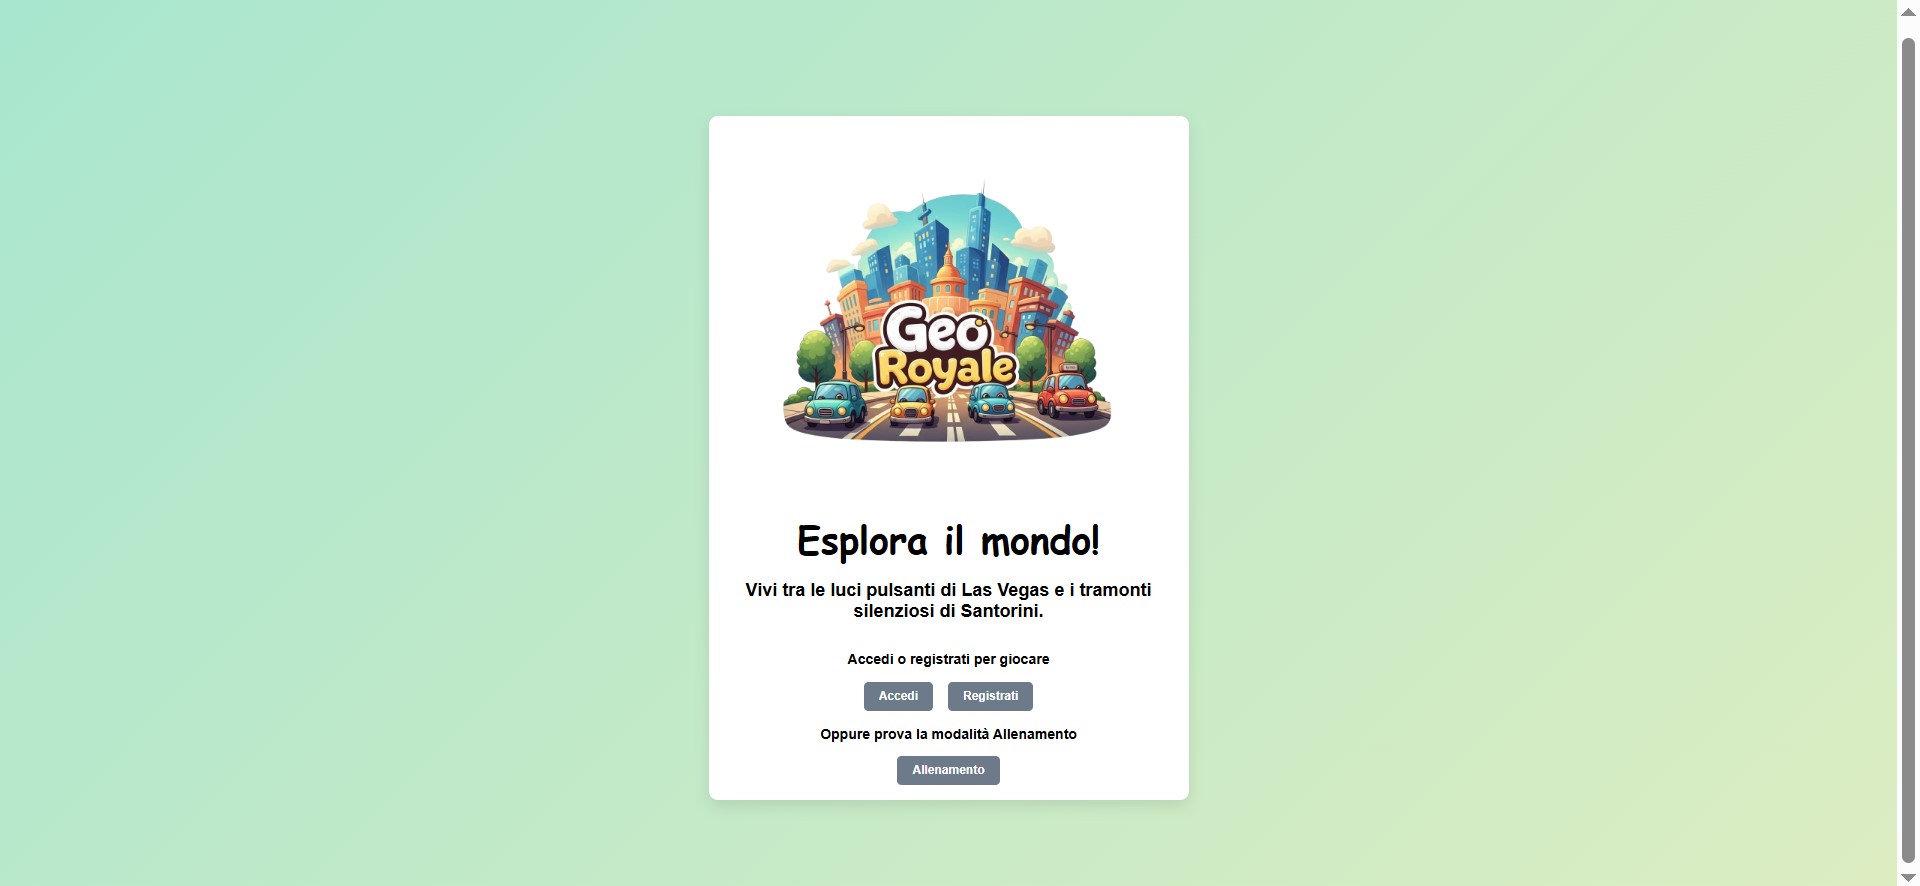 Geo
Royale
Esplora il mondo!
Vivi tra le luci pulsanti di Las Vegas e i tramonti
silenziosi di Santorini.
Accedi o registrati per giocare
Accedi
Registrati
Oppure prova la modalità Allenamento
Allenamento